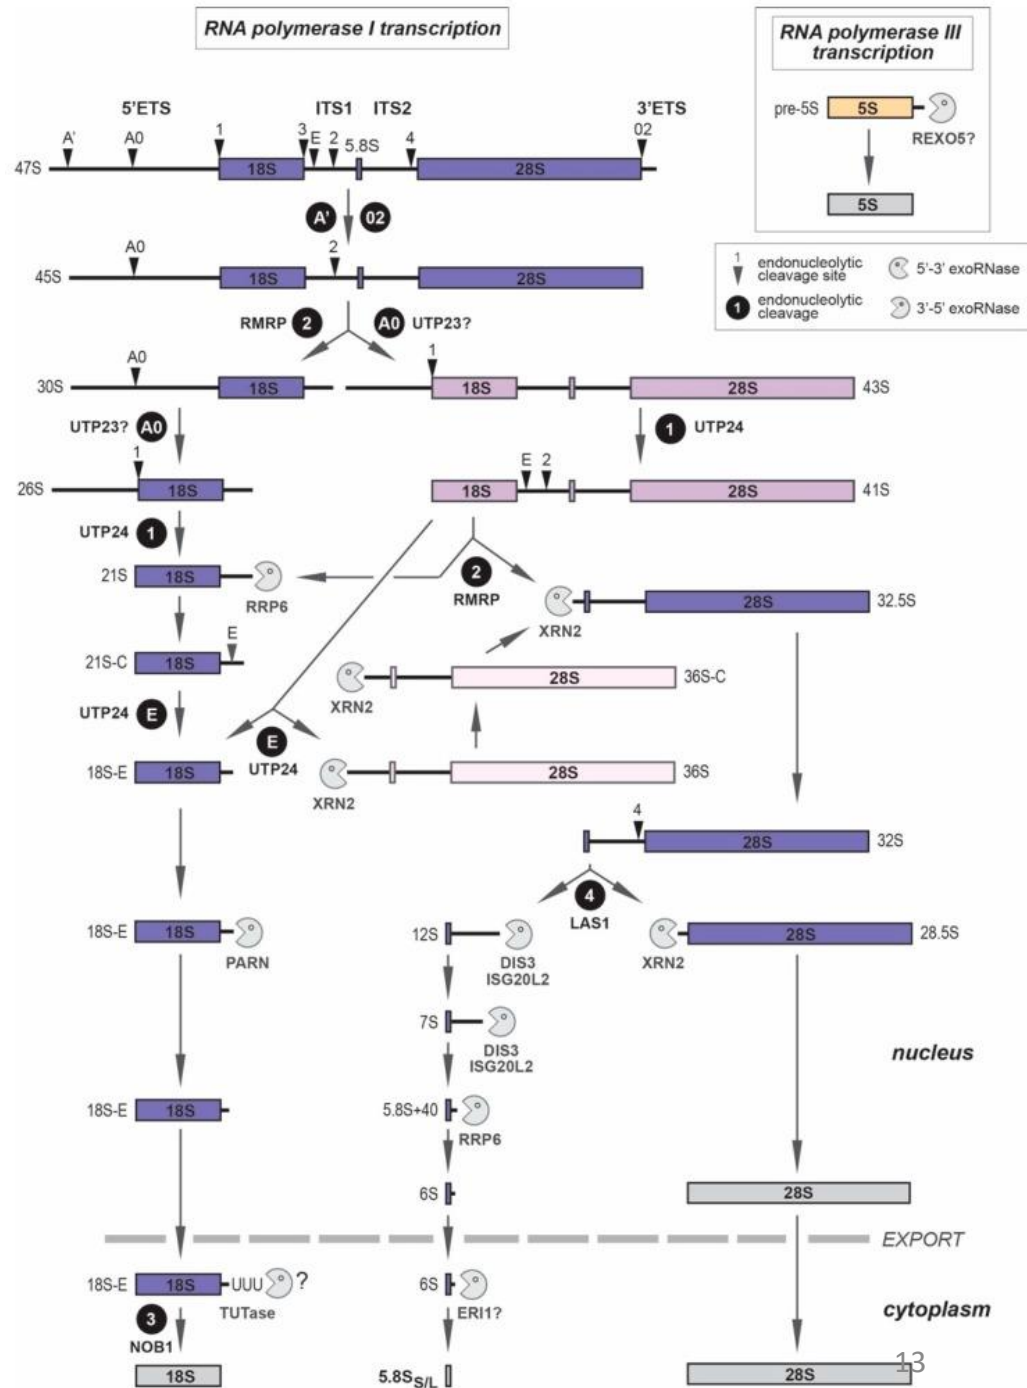 RNA polymerase I transcription
RNA polymerase III
transcription
pre-5S 5S
REXO5?
5S
5'ETS ITS1 ITS2 3'ETS
A' A0 1 3 E 2 5.8S 4 02
47S 18S 28S
A' 02
1 endonucleolytic
cleavage site
5'-3' exoRNase
1 endonucleolytic
cleavage
3'-5' exoRNase
A0 2
45S 18S 28S
RMRP 2 A0 UTP23?
A0 1
30S 18S 18S 28S 43S
UTP23? A0 1 UTP24
1 E 2
26S 18S 18S 28S 41S
UTP24 1
2
RMRP
21S 18S
RRP6
28S 32.5S
XRN2
E
21S-C 18S
28S 36S-C
XRN2
UTP24 E
E
UTP24
18S-E 18S
28S 36S
XRN2
4
28S 32S
4
LAS1
18S-E 18S
PARN
12S
DIS3
ISG20L2
28S 28.5S
XRN2
7S
DIS3
ISG20L2
nucleus
18S-E 18S
5.8S+40
RRP6
6S
28S
EXPORT
18S-E 18S UUU ?
TUTase
6S
ERI1?
cytoplasm
3
NOB1
13
18S
5.8SS/L
28S